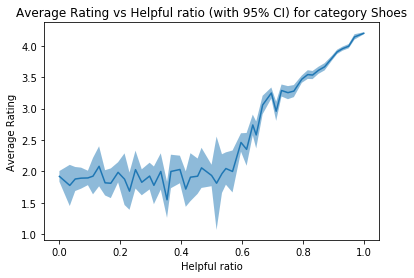 Average Rating vs Helpful ratio (with 95% CI) for category Shoes
4.0
3.5
3.0
2.5
2.0
1.5
1.0
Average Rating
0.0 0.2 0.4 0.6 0.8 1.0
Helpful ratio